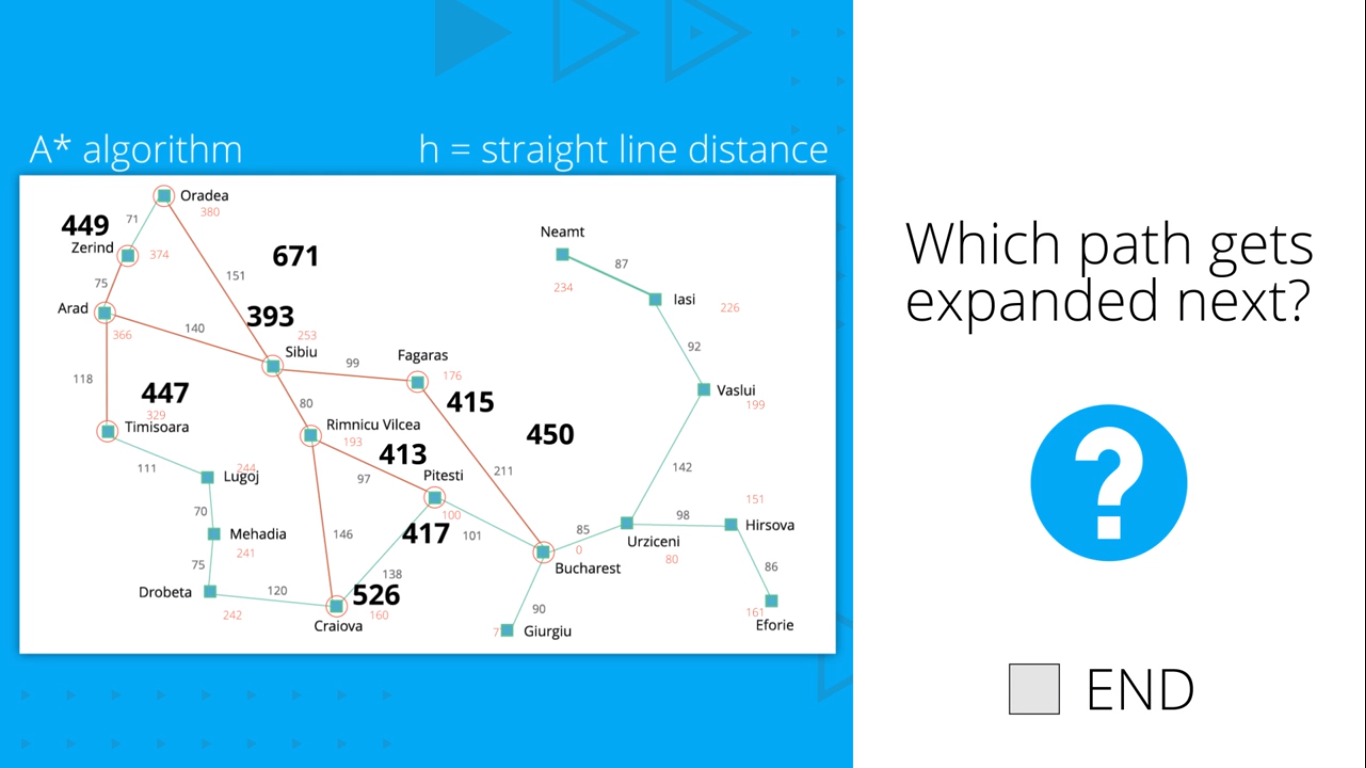 A* algorithm
h = straight line distance
Oradea
380
449
71
Zerind
374
671
151
75
Arad
366
140
393
253
Sibiu
99
Fagaras
176
118
447
329
Timisoara
80
Rimnicu Vilcea
193
413
415
450
111
244
Lugoj
97
Pitesti
100
211
70
Mehadia
241
146
417
101
75
Drobeta
242
120
138
526
160
Craiova
85
0
Bucharest
90
7
Giurgiu
Neamt
234
87
Iasi
226
92
Vaslui
199
142
98
Urziceni
80
151
Hirsova
86
161
Eforie
Which path gets
expanded next?
?
END